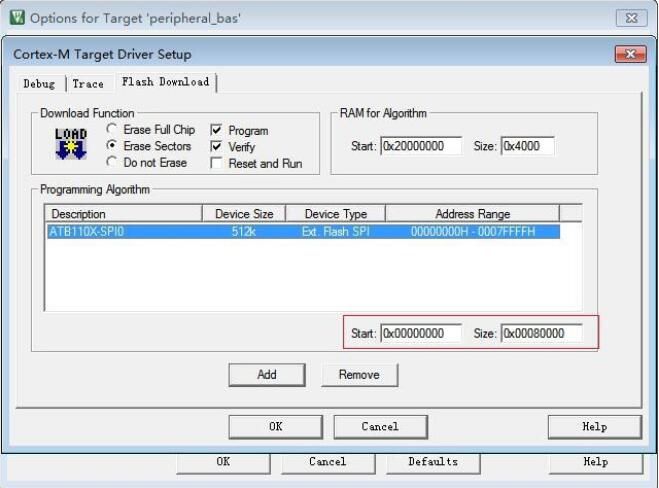 Options for Target 'peripheral_bas'
Cortex-M Target Driver Setup
Debug Trace Flash Download
Download Function
LOAD
Erase Full Chip Program
Erase Sectors Verify
Do not Erase Reset and Run
RAM for Algorithm
Start: 0x20000000 Size: 0x4000
Programming Algorithm
Description Device Size Device Type Address Range
ATB110X-SPI0 512k Ext. Flash SPI 00000000H - 0007FFFFH
Start: 0x00000000 Size: 0x00080000
Add Remove
OK Cancel Help
OK Cancel Defaults Help